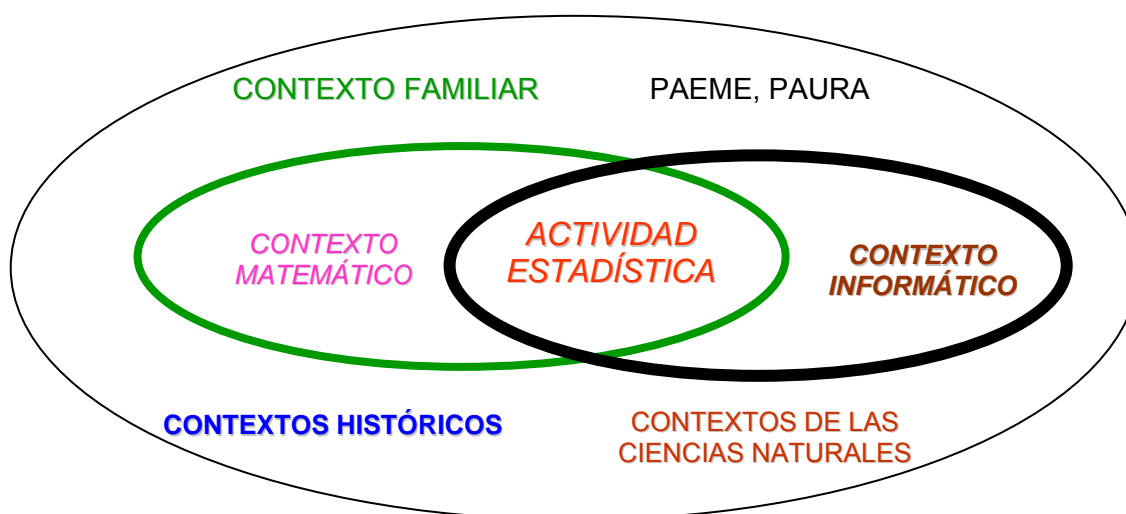 CONTEXTO FAMILIAR
PAEME, PAURA
CONTEXTO
MATEMÁTICO
ACTIVIDAD
ESTADÍSTICA
CONTEXTO
INFORMÁTICO
CONTEXTOS HISTÓRICOS
CONTEXTOS DE LAS
CIENCIAS NATURALES